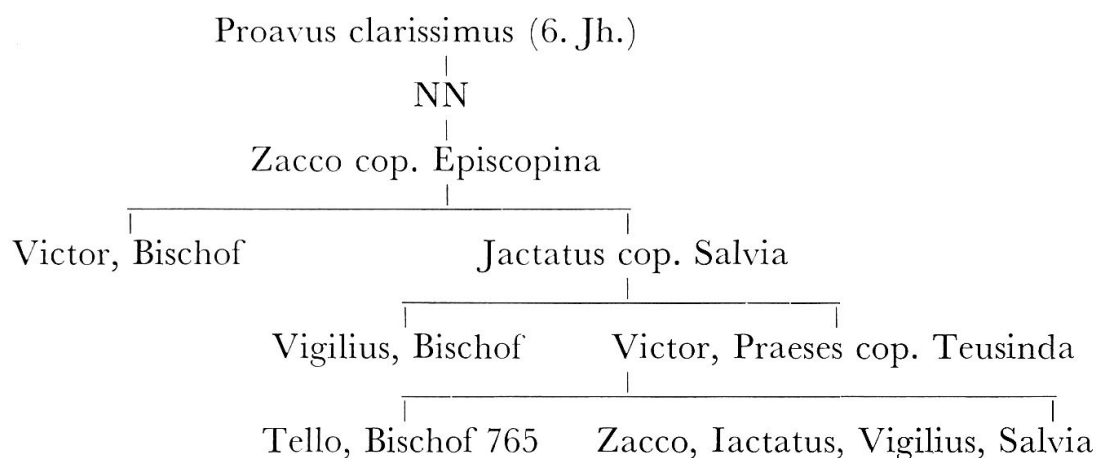 Proavus clarissimus (6. Jh.)
NN
Zacco cop. Episcopina
Victor, Bischof Jactatus cop. Salvia
Vigilius, Bischof Victor, Praeses cop. Teusinda
Tello, Bischof 765 Zacco, Iactatus, Vigilius, Salvia